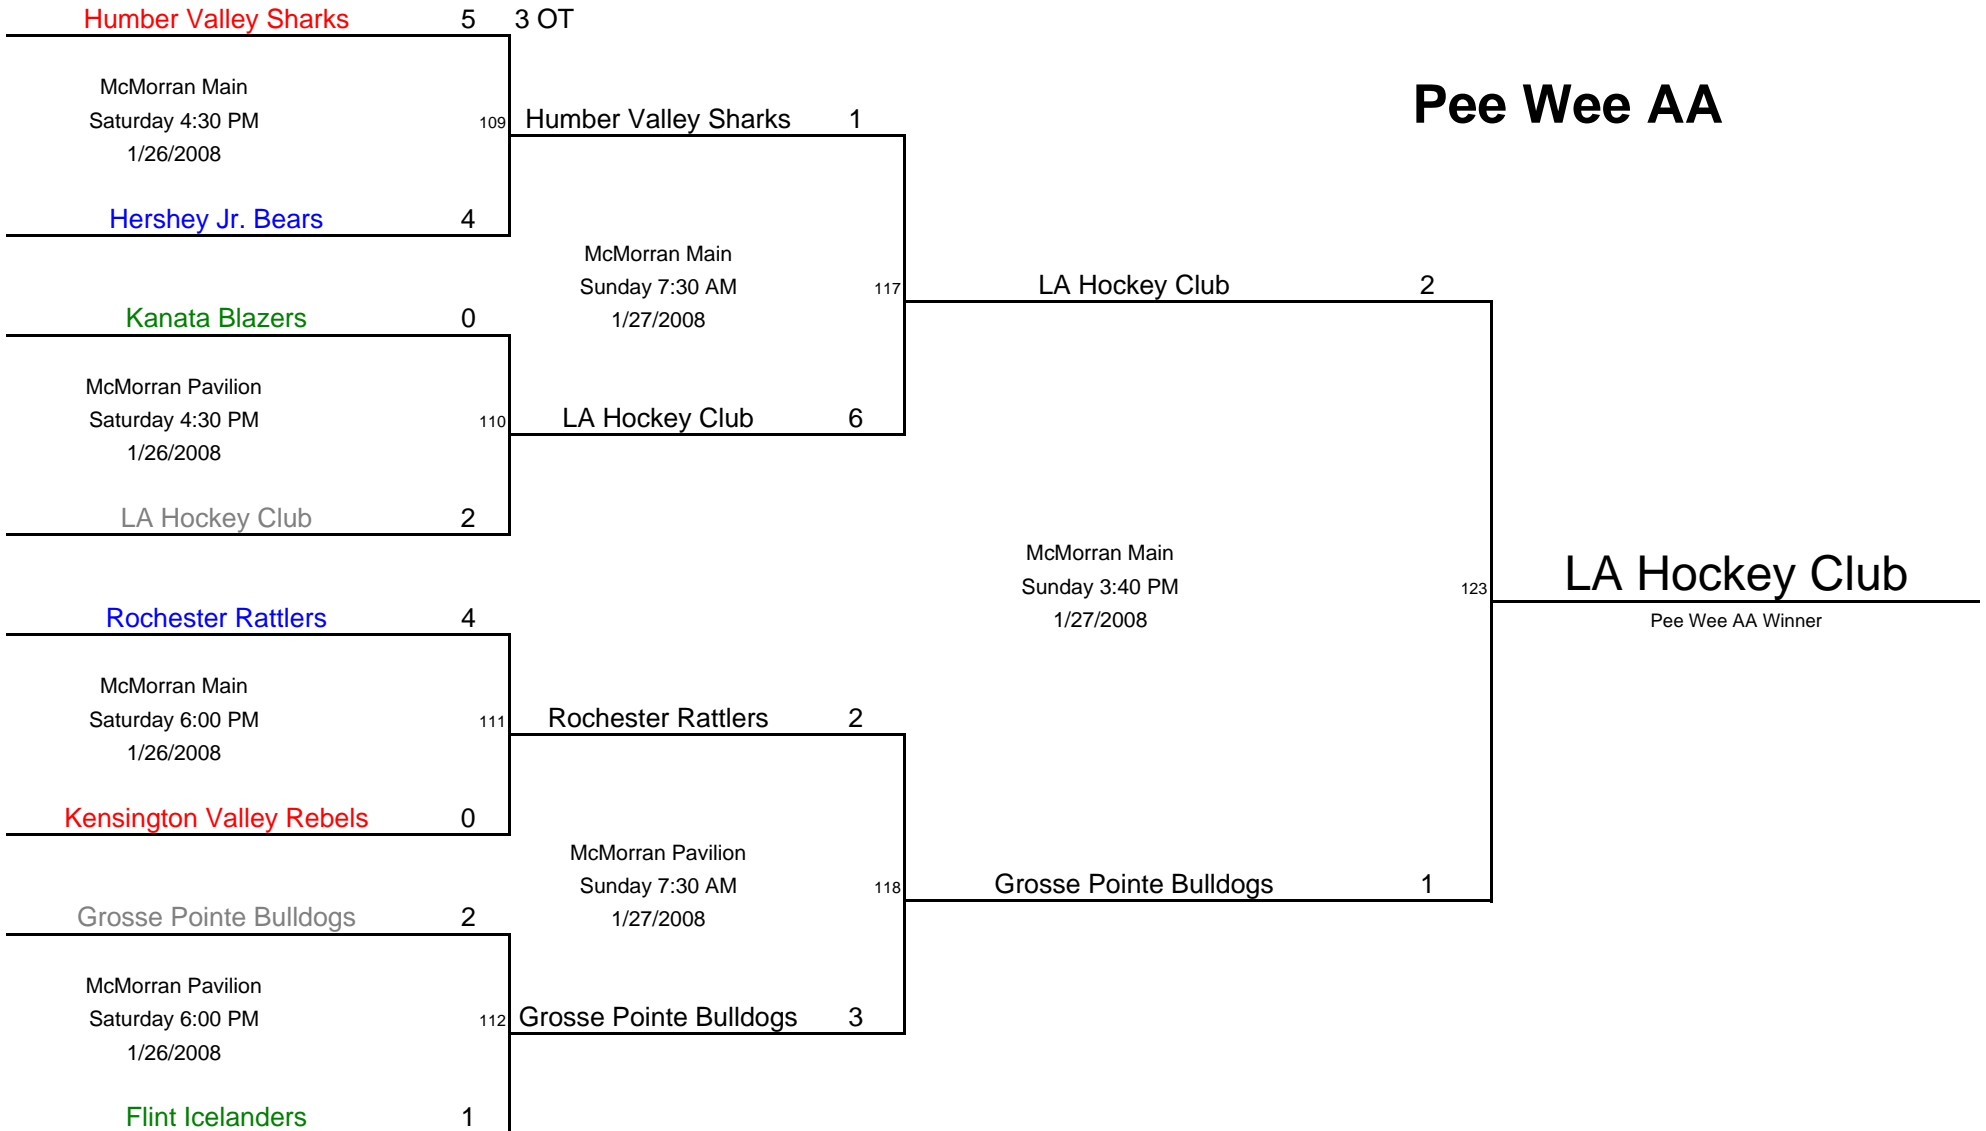 Humber Valley Sharks 5 3 OT
Pee Wee AA
McMorran Main
Saturday 4:30 PM
1/26/2008
109
Humber Valley Sharks 1
Hershey Jr. Bears 4
McMorran Main
Sunday 7:30 AM
1/27/2008
117
LA Hockey Club 2
Kanata Blazers 0
McMorran Pavilion
Saturday 4:30 PM
1/26/2008
110
LA Hockey Club 6
LA Hockey Club 2
McMorran Main
Sunday 3:40 PM
1/27/2008
123
LA Hockey Club
Pee Wee AA Winner
Rochester Rattlers 4
McMorran Main
Saturday 6:00 PM
1/26/2008
111
Rochester Rattlers 2
Kensington Valley Rebels 0
McMorran Pavilion
Sunday 7:30 AM
1/27/2008
118
Grosse Pointe Bulldogs 1
Grosse Pointe Bulldogs 2
McMorran Pavilion
Saturday 6:00 PM
1/26/2008
112
Grosse Pointe Bulldogs 3
Flint Icelanders 1